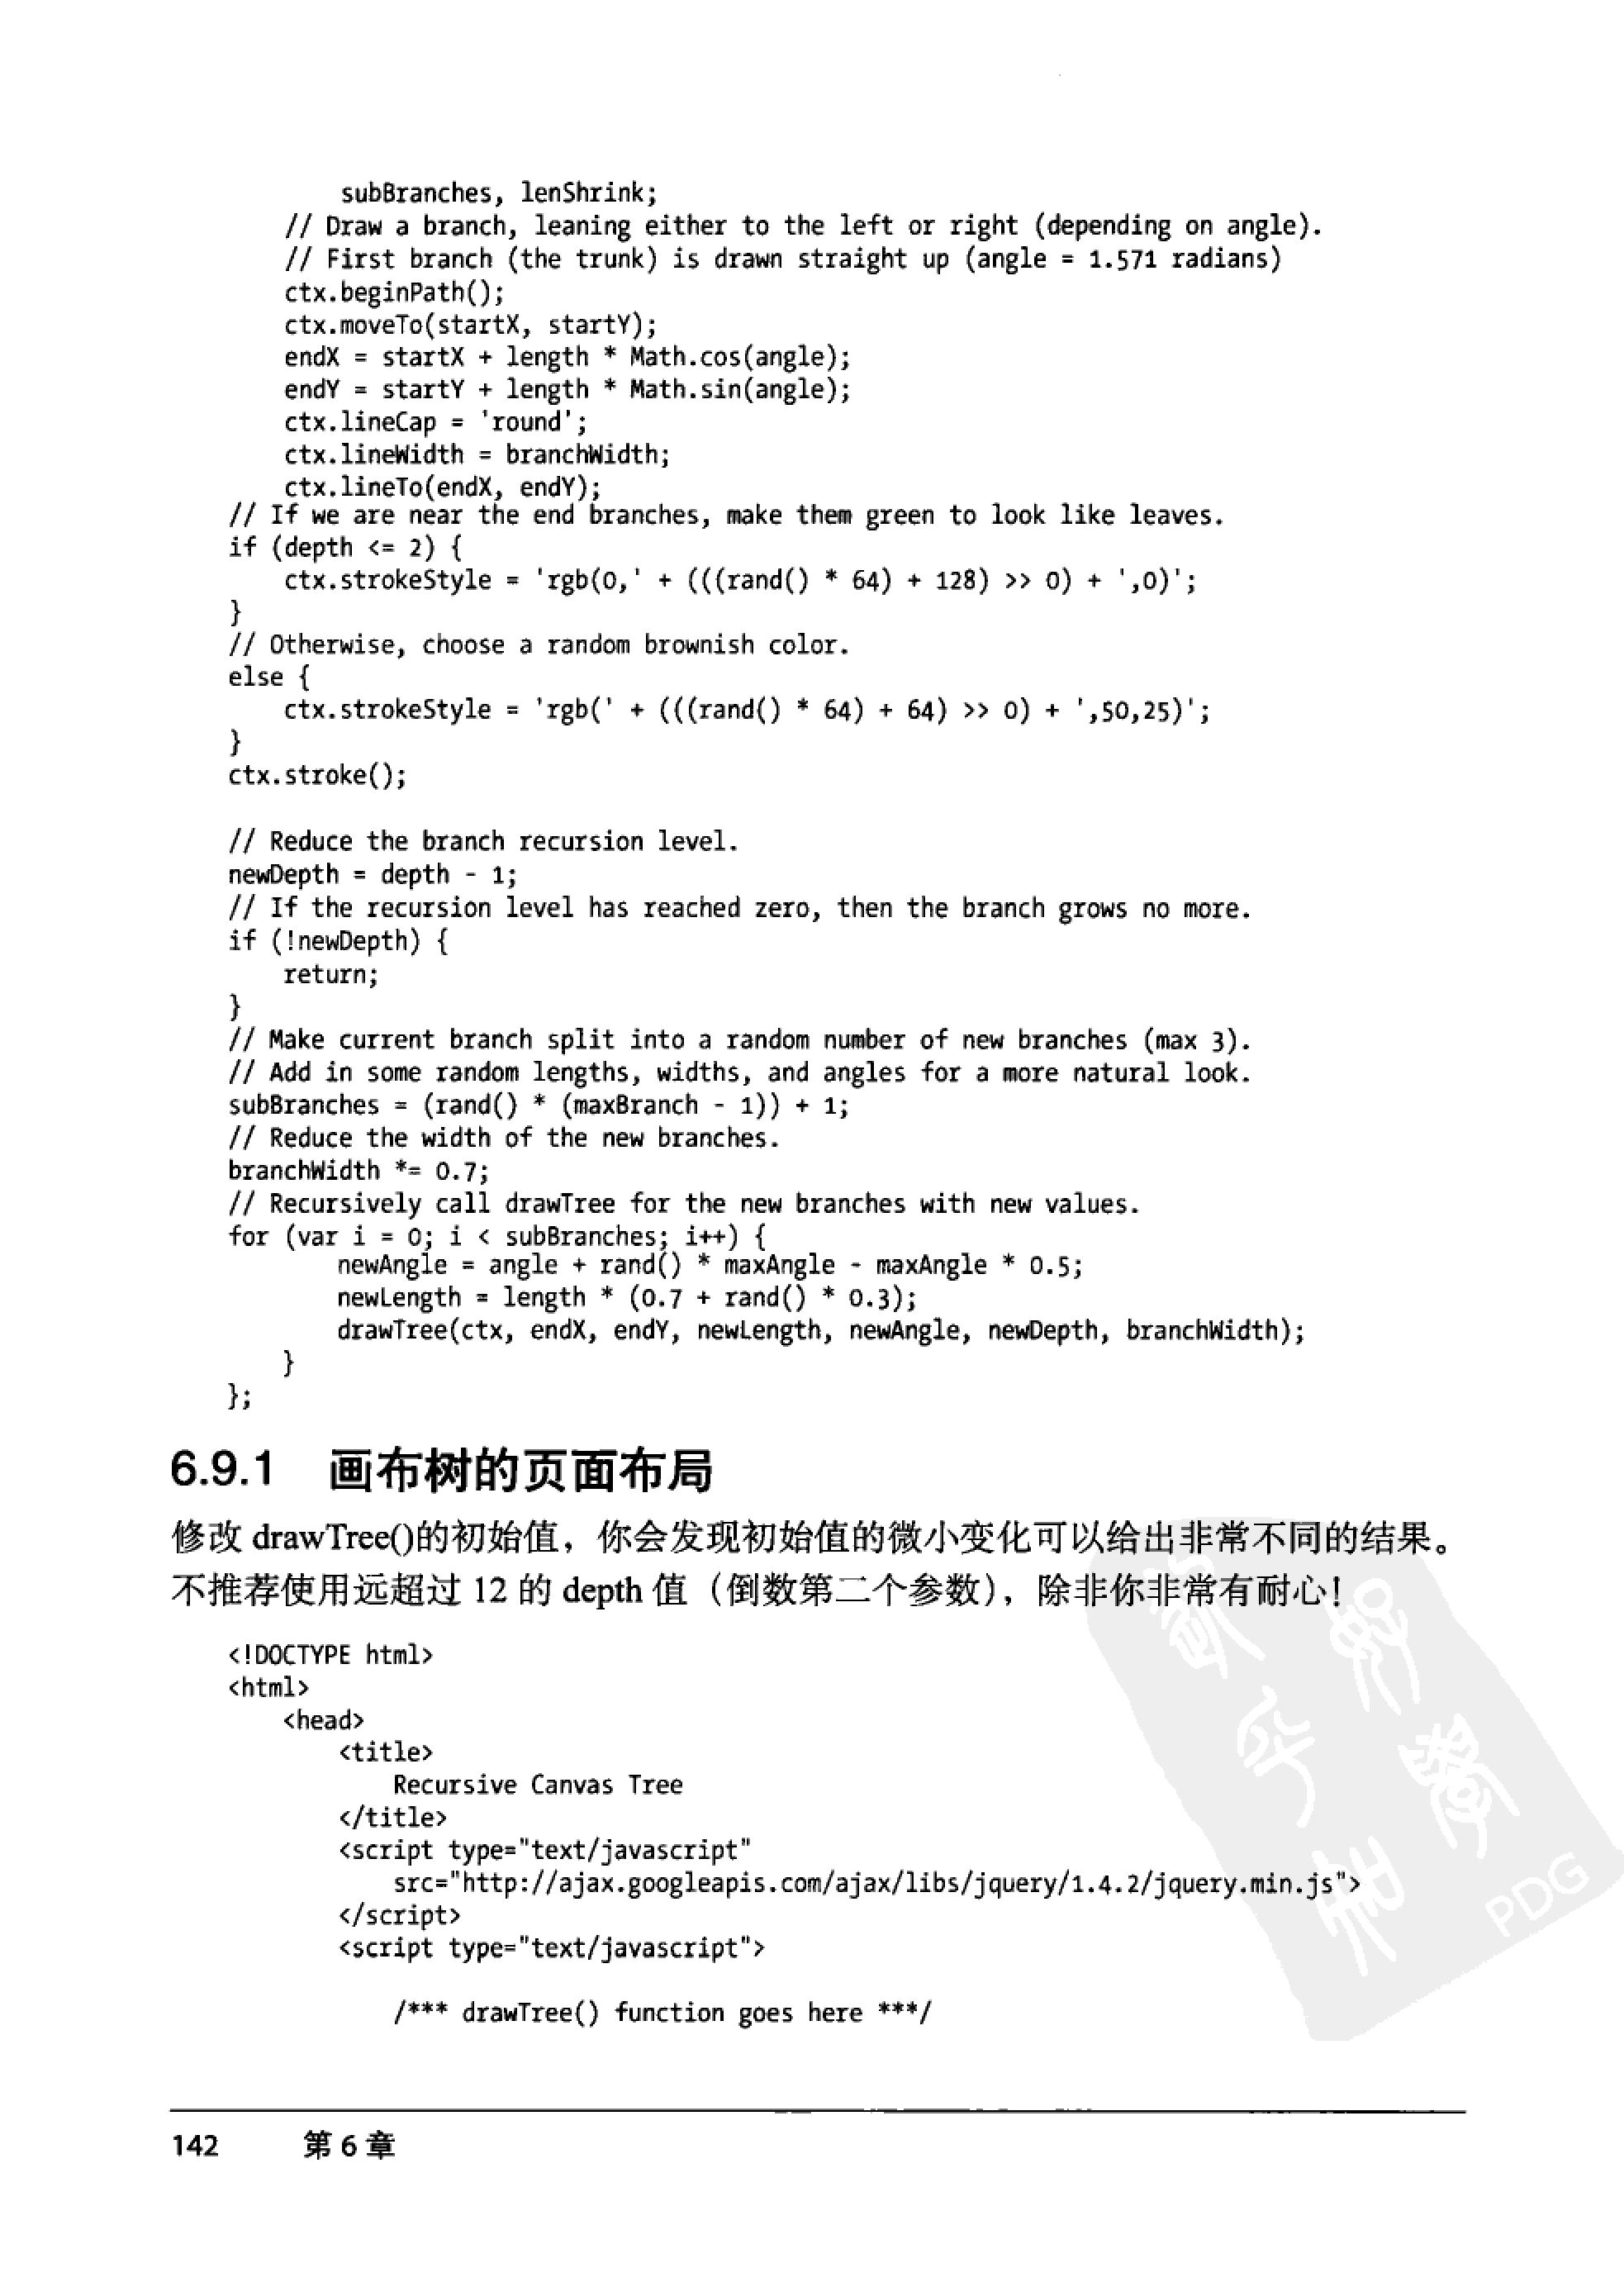 subBranches, lenShrink;
// Draw a branch, leaning either to the left or right (depending on angle).
// First branch (the trunk) is drawn straight up (angle = 1.571 radians)
ctx.beginPath();
ctx.moveTo(startX, startY);
endX = startX + length * Math.cos(angle);
endY = startY + length * Math.sin(angle);
ctx.lineCap = 'round';
ctx.lineWidth = branchWidth;
ctx.lineTo(endX, endY);
// If we are near the end branches, make them green to look like leaves.
if (depth <= 2) {
ctx.strokeStyle = 'rgb(0,' + (((rand() * 64) + 128) >> 0) + ',0)';
}
// Otherwise, choose a random brownish color.
else {
ctx.strokeStyle = 'rgb(' + (((rand() * 64) + 64) >> 0) + ',50,25)';
}
ctx.stroke();
// Reduce the branch recursion level.
newDepth = depth - 1;
// If the recursion level has reached zero, then the branch grows no more.
if (!newDepth) {
return;
}
// Make current branch split into a random number of new branches (max 3).
// Add in some random lengths, widths, and angles for a more natural look.
subBranches = (rand() * (maxBranch - 1)) + 1;
// Reduce the width of the new branches.
branchWidth *= 0.7;
// Recursively call drawTree for the new branches with new values.
for (var i = 0; i < subBranches; i++) {
newAngle = angle + rand() * maxAngle - maxAngle * 0.5;
newLength = length * (0.7 + rand() * 0.3);
drawTree(ctx, endX, endY, newLength, newAngle, newDepth, branchWidth);
}
};
6.9.1 画布树的页面布局
修改 drawTree()的初始值，你会发现初始值的微小变化可以给出非常不同的结果。
不推荐使用远超过 12 的 depth 值（倒数第二个参数），除非你非常有耐心！
<!DOCTYPE html>
<html>
<head>
<title>
Recursive Canvas Tree
</title>
<script type="text/javascript"
src="http://ajax.googleapis.com/ajax/libs/jquery/1.4.2/jquery.min.js">
</script>
<script type="text/javascript">
/*** drawTree() function goes here ***/
PDG
142 第 6 章